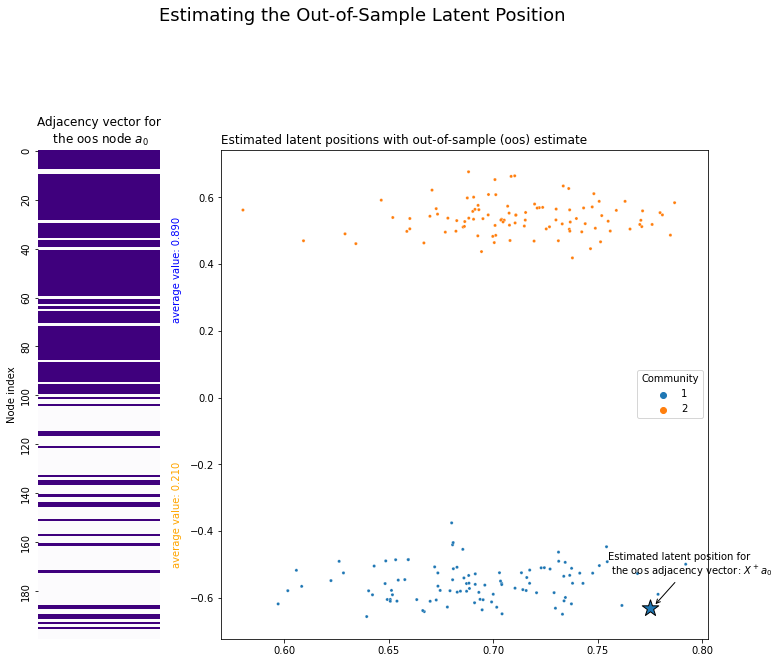 Estimating the Out-of-Sample Latent Position
Adjacency vector for
the oos node a₀
Node index
0
20
40
60
80
100
120
140
160
180
average value: 0.890
average value: 0.210
Estimated latent positions with out-of-sample (oos) estimate
0.6
0.4
0.2
0.0
−0.2
−0.4
−0.6
0.60
0.65
0.70
0.75
0.80
Community
1
2
Estimated latent position for
the oos adjacency vector: X⁺a₀